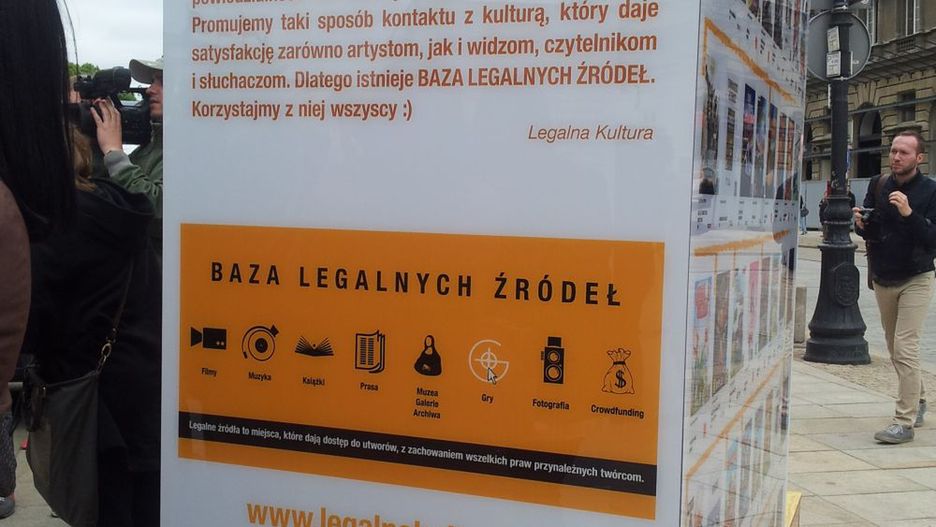 Promujemy taki sposób kontaktu z kulturą, który daje
satysfakcję zarówno artystom, jak i widzom, czytelnikom
i słuchaczom. Dlatego istnieje BAZA LEGALNYCH ŹRÓDEŁ.
Korzystajmy z niej wszyscy :)
Legalna Kultura
BAZA LEGALNYCH ŹRÓDEŁ
Filmy
Muzyka
Książki
Prasa
Muzea
Galerie
Archiwa
Gry
Fotografia
Crowdfunding
Legalne źródła to miejsca, które dają dostęp do utworów, z zachowaniem wszelkich praw przynależnych twórcom.